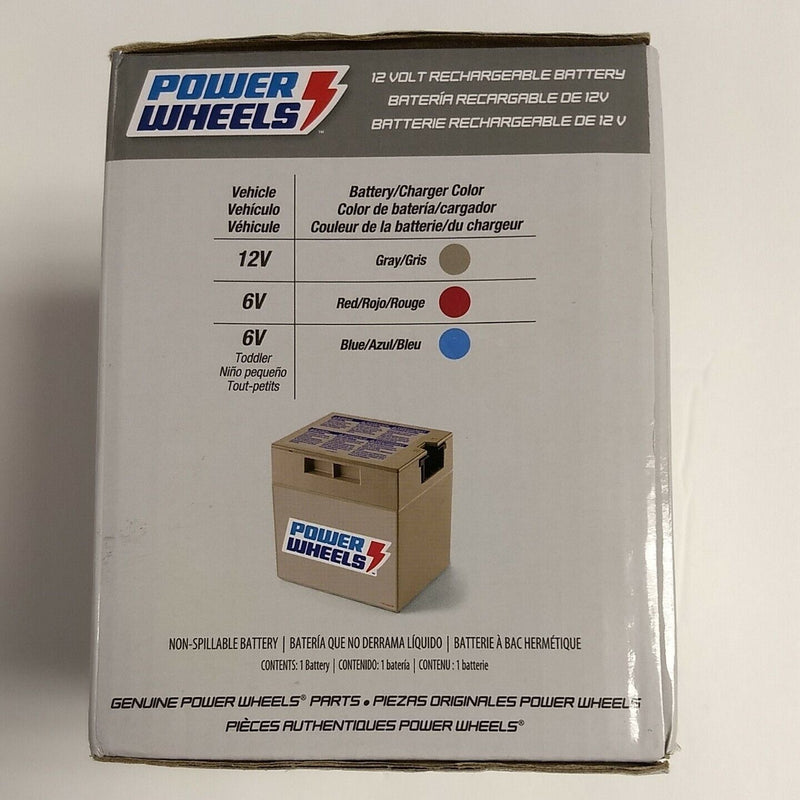 POWER WHEELS™
12 VOLT RECHARGEABLE BATTERY
BATERÍA RECARGABLE DE 12V
BATTERIE RECHARGEABLE DE 12 V
Vehicle
Vehículo
Véhicule
Battery/Charger Color
Color de batería/cargador
Couleur de la batterie/du chargeur
12V
Gray/Gris
6V
Red/Rojo/Rouge
6V
Toddler
Niño pequeño
Tout-petits
Blue/Azul/Bleu
POWER
WHEELS
NON-SPILLABLE BATTERY | BATERÍA QUE NO DERRAMA LÍQUIDO | BATTERIE À BAC HERMÉTIQUE
CONTENTS: 1 Battery | CONTENIDO: 1 batería | CONTENU : 1 batterie
GENUINE POWER WHEELS® PARTS • PIEZAS ORIGINALES POWER WHEELS
PIÈCES AUTHENTIQUES POWER WHEELS®